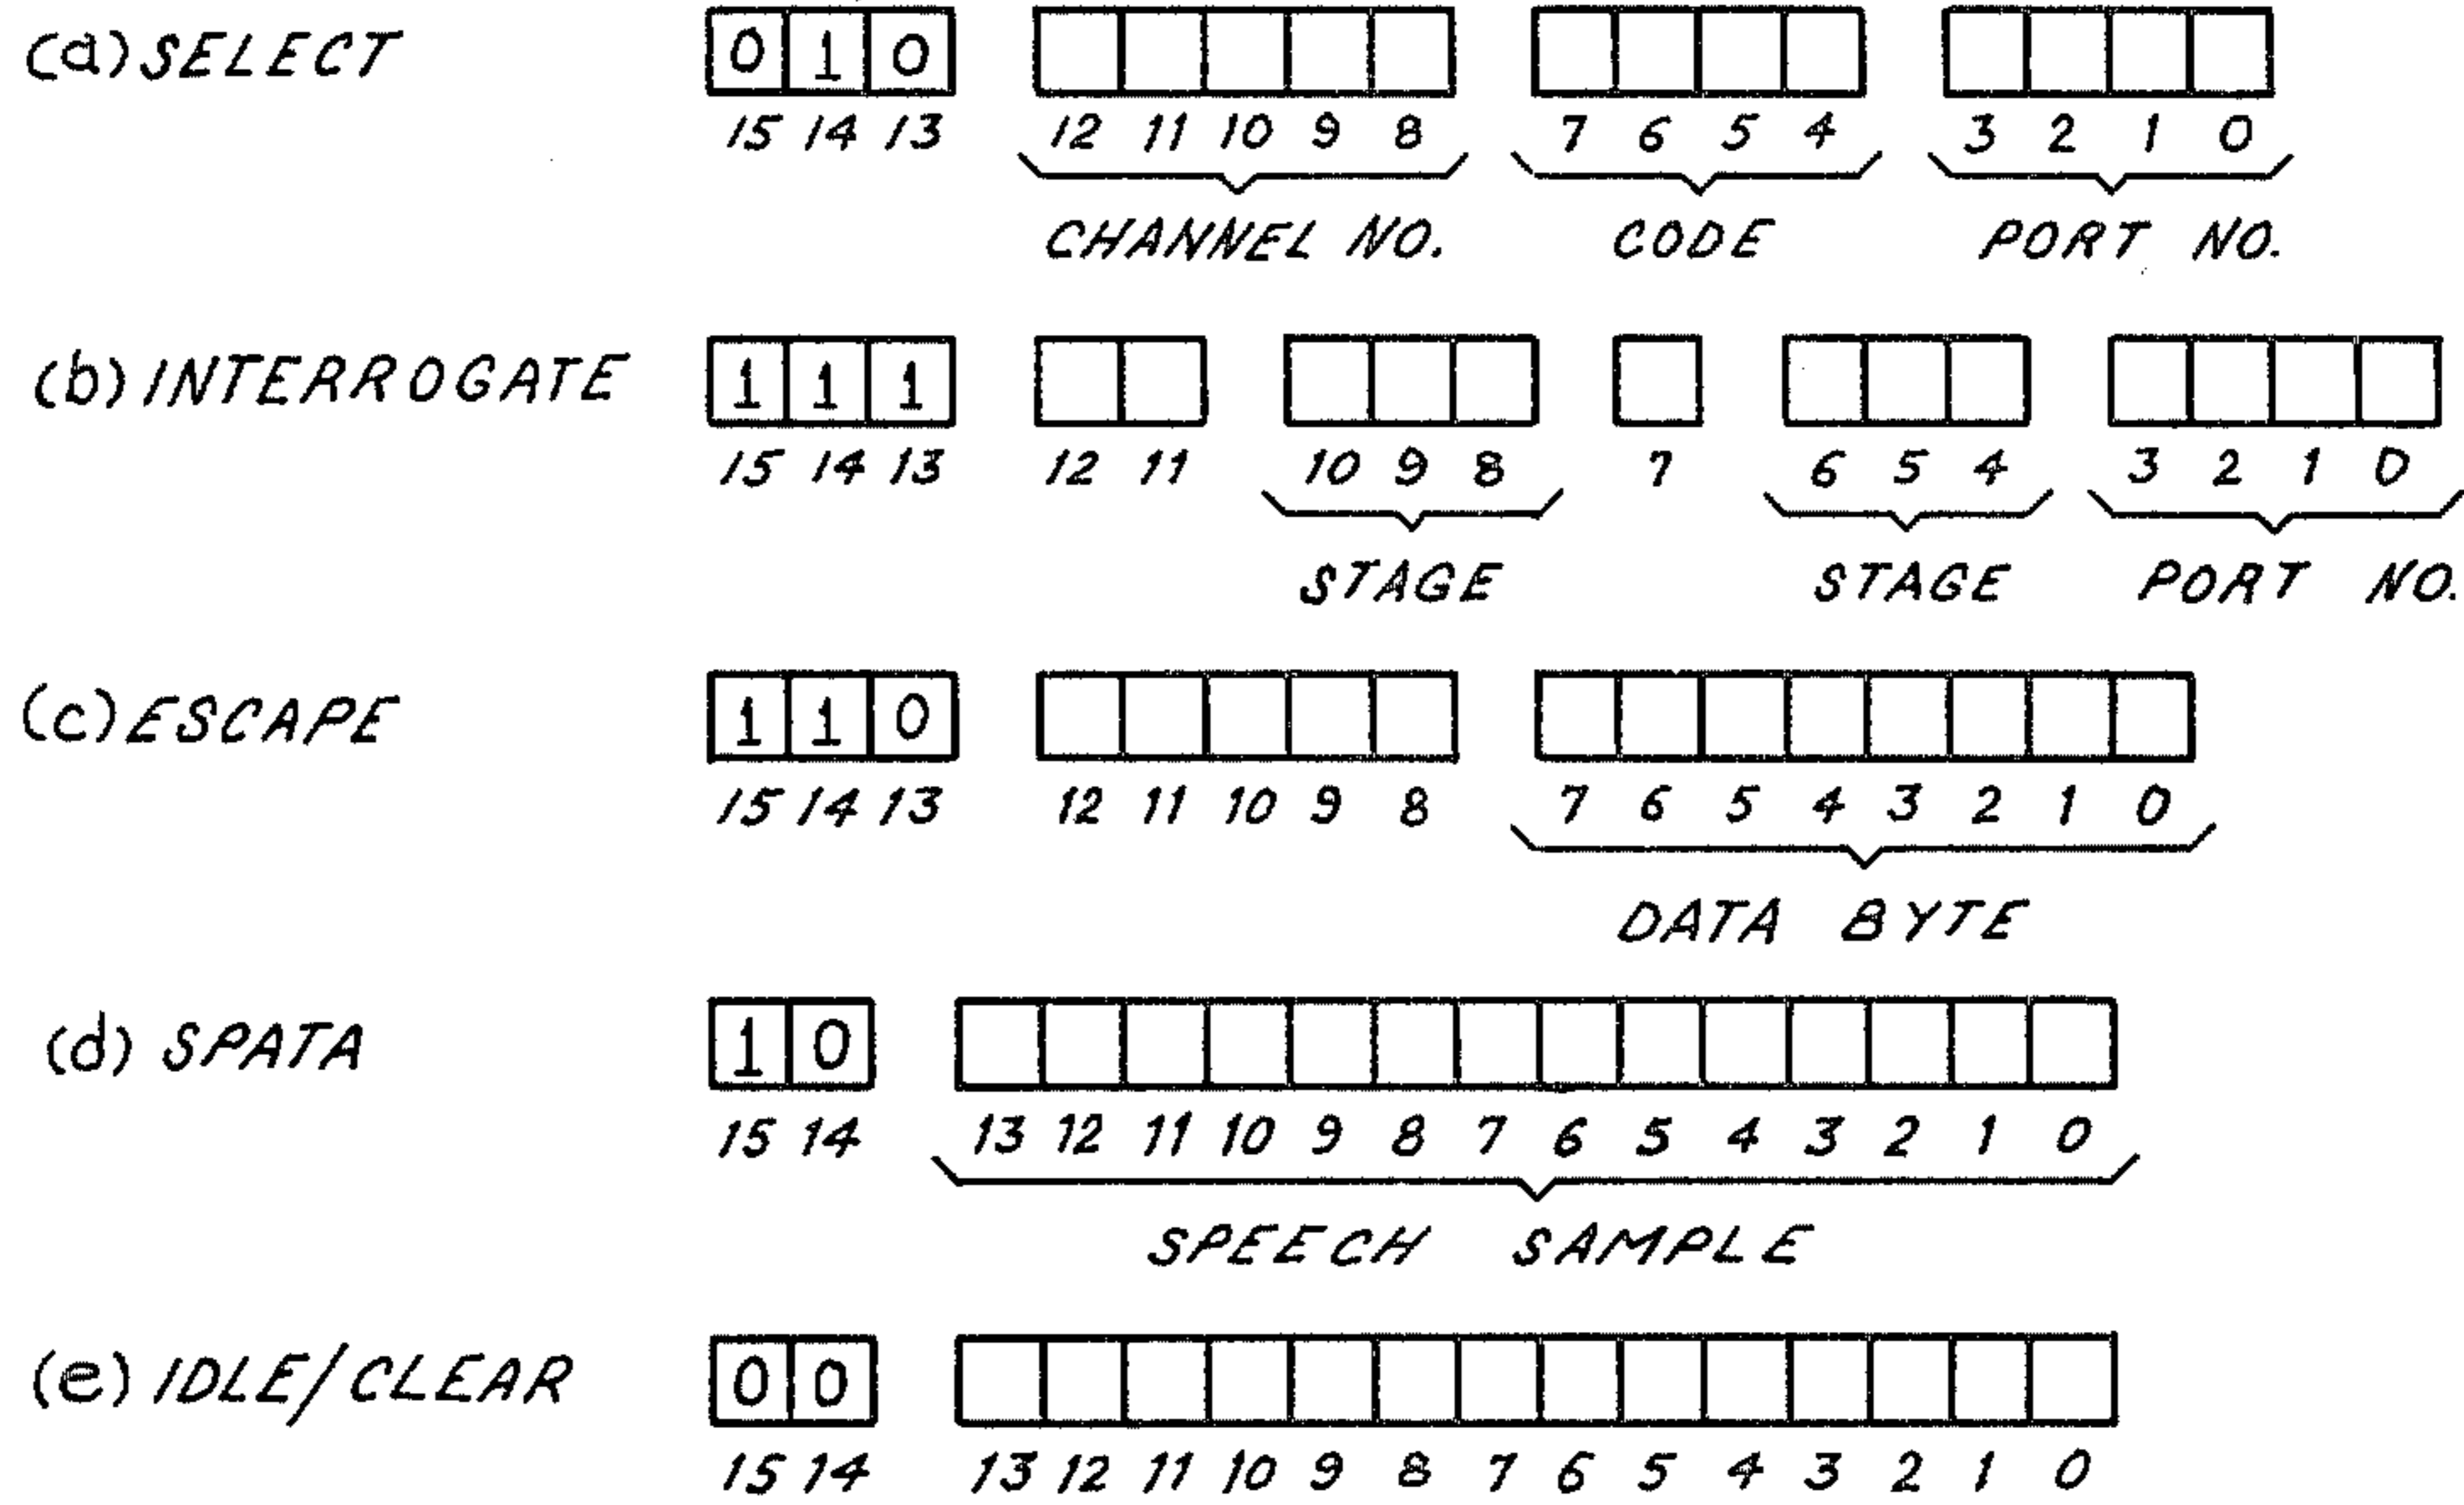 (a) SELECT 0 1 0
15 14 13 12 11 10 9 8 7 6 5 4 3 2 1 0
CHANNEL NO. CODE PORT NO.
(b) INTERROGATE 1 1 1
15 14 13 12 11 10 9 8 7 6 5 4 3 2 1 0
STAGE STAGE PORT NO.
(c) ESCAPE 1 1 0
15 14 13 12 11 10 9 8 7 6 5 4 3 2 1 0
DATA BYTE
(d) SPATA 1 0
15 14 13 12 11 10 9 8 7 6 5 4 3 2 1 0
SPEECH SAMPLE
(e) IDLE/CLEAR 0 0
15 14 13 12 11 10 9 8 7 6 5 4 3 2 1 0